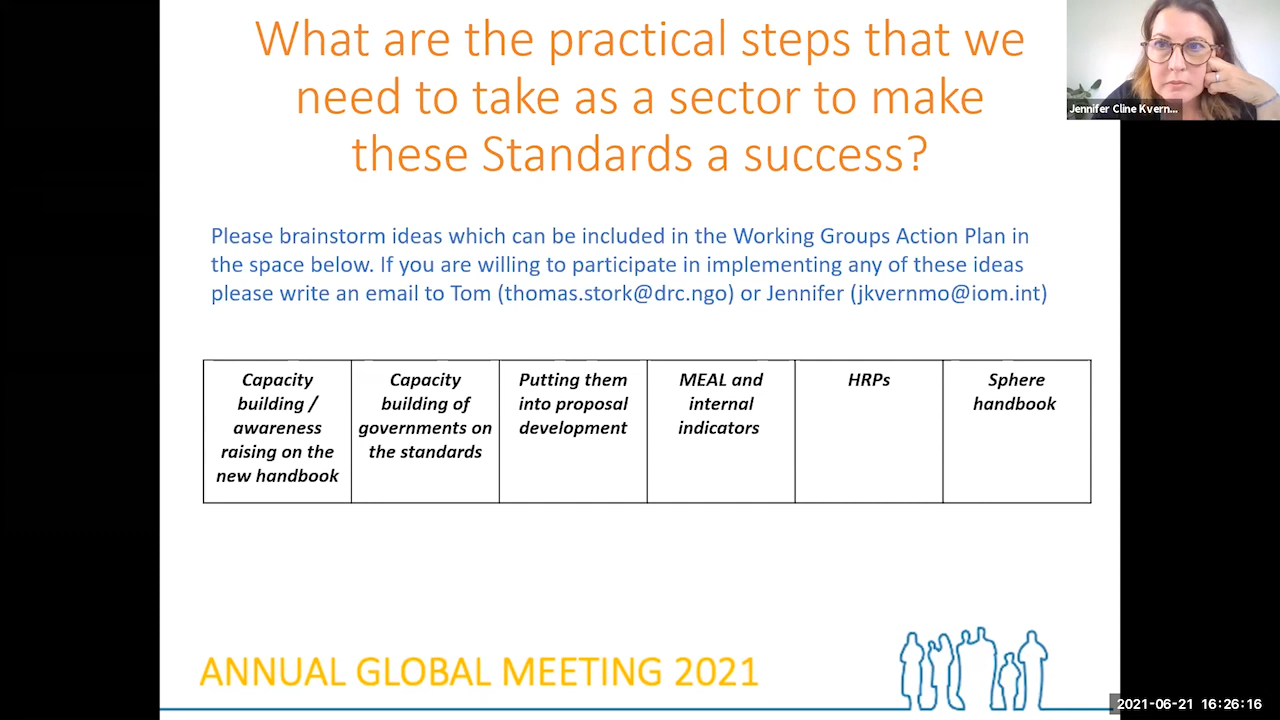 What are the practical steps that we
need to take as a sector to make
these Standards a success?
Jennifer Cline Kvern...
Please brainstorm ideas which can be included in the Working Groups Action Plan in
the space below. If you are willing to participate in implementing any of these ideas
please write an email to Tom (thomas.stork@drc.ngo) or Jennifer (jkvernmo@iom.int)
Capacity
building /
awareness
raising on the
new handbook
Capacity
building of
governments on
the standards
Putting them
into proposal
development
MEAL and
internal
indicators
HRPs
Sphere
handbook
ANNUAL GLOBAL MEETING 2021
2021-06-21 16:26:16